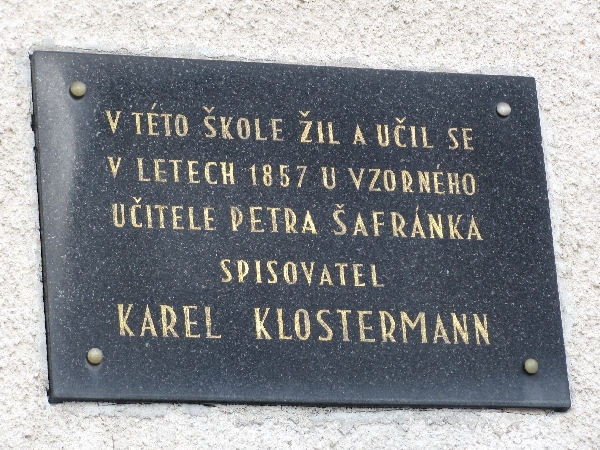 V TÉTO ŠKOLE ŽIL A UČIL SE
V LETECH 1857 U VZORNÉHO
UČITELE PETRA ŠAFRÁNKA
SPISOVATEL
KAREL KLOSTERMANN